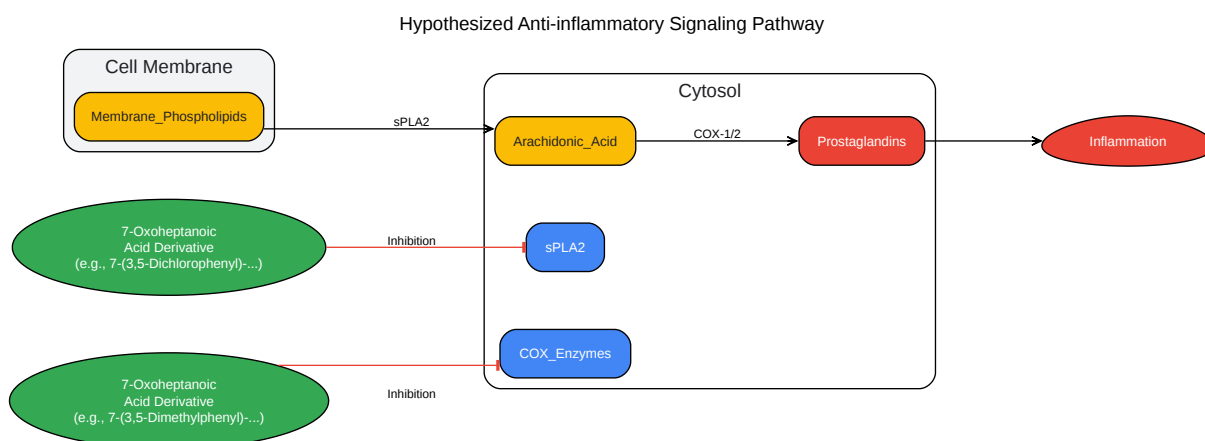 Hypothesized Anti-inflammatory Signaling Pathway
Cell Membrane
Membrane_Phospholipids
sPLA2
Cytosol
Arachidonic_Acid
COX-1/2
Prostaglandins
Inflammation
7-Oxoheptanoic
Acid Derivative
(e.g., 7-(3,5-Dichlorophenyl)-...)
Inhibition
sPLA2
7-Oxoheptanoic
Acid Derivative
(e.g., 7-(3,5-Dimethylphenyl)-...)
Inhibition
COX_Enzymes